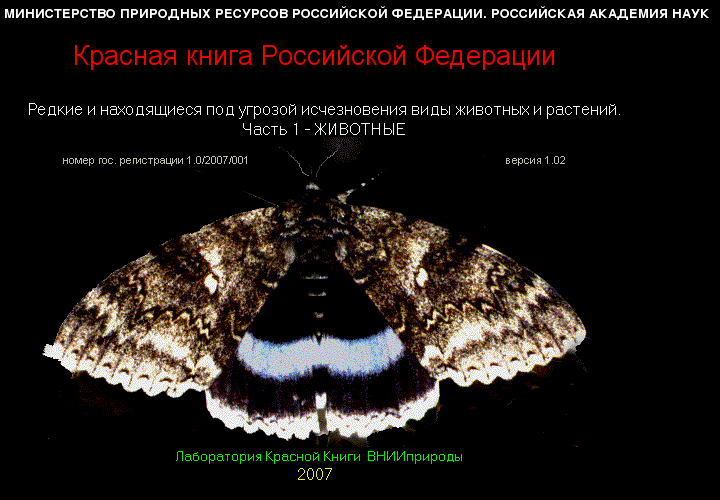 МИНИСТЕРСТВО ПРИРОДНЫХ РЕСУРСОВ РОССИЙСКОЙ ФЕДЕРАЦИИ. РОССИЙСКАЯ АКАДЕМИЯ НАУК
Красная книга Российской Федерации
Редкие и находящиеся под угрозой исчезновения виды животных и растений.
Часть 1 - ЖИВОТНЫЕ
номер гос. регистрации 1.0/2007/001 версия 1.02
Лаборатория Красной Книги ВНИИприроды
2007